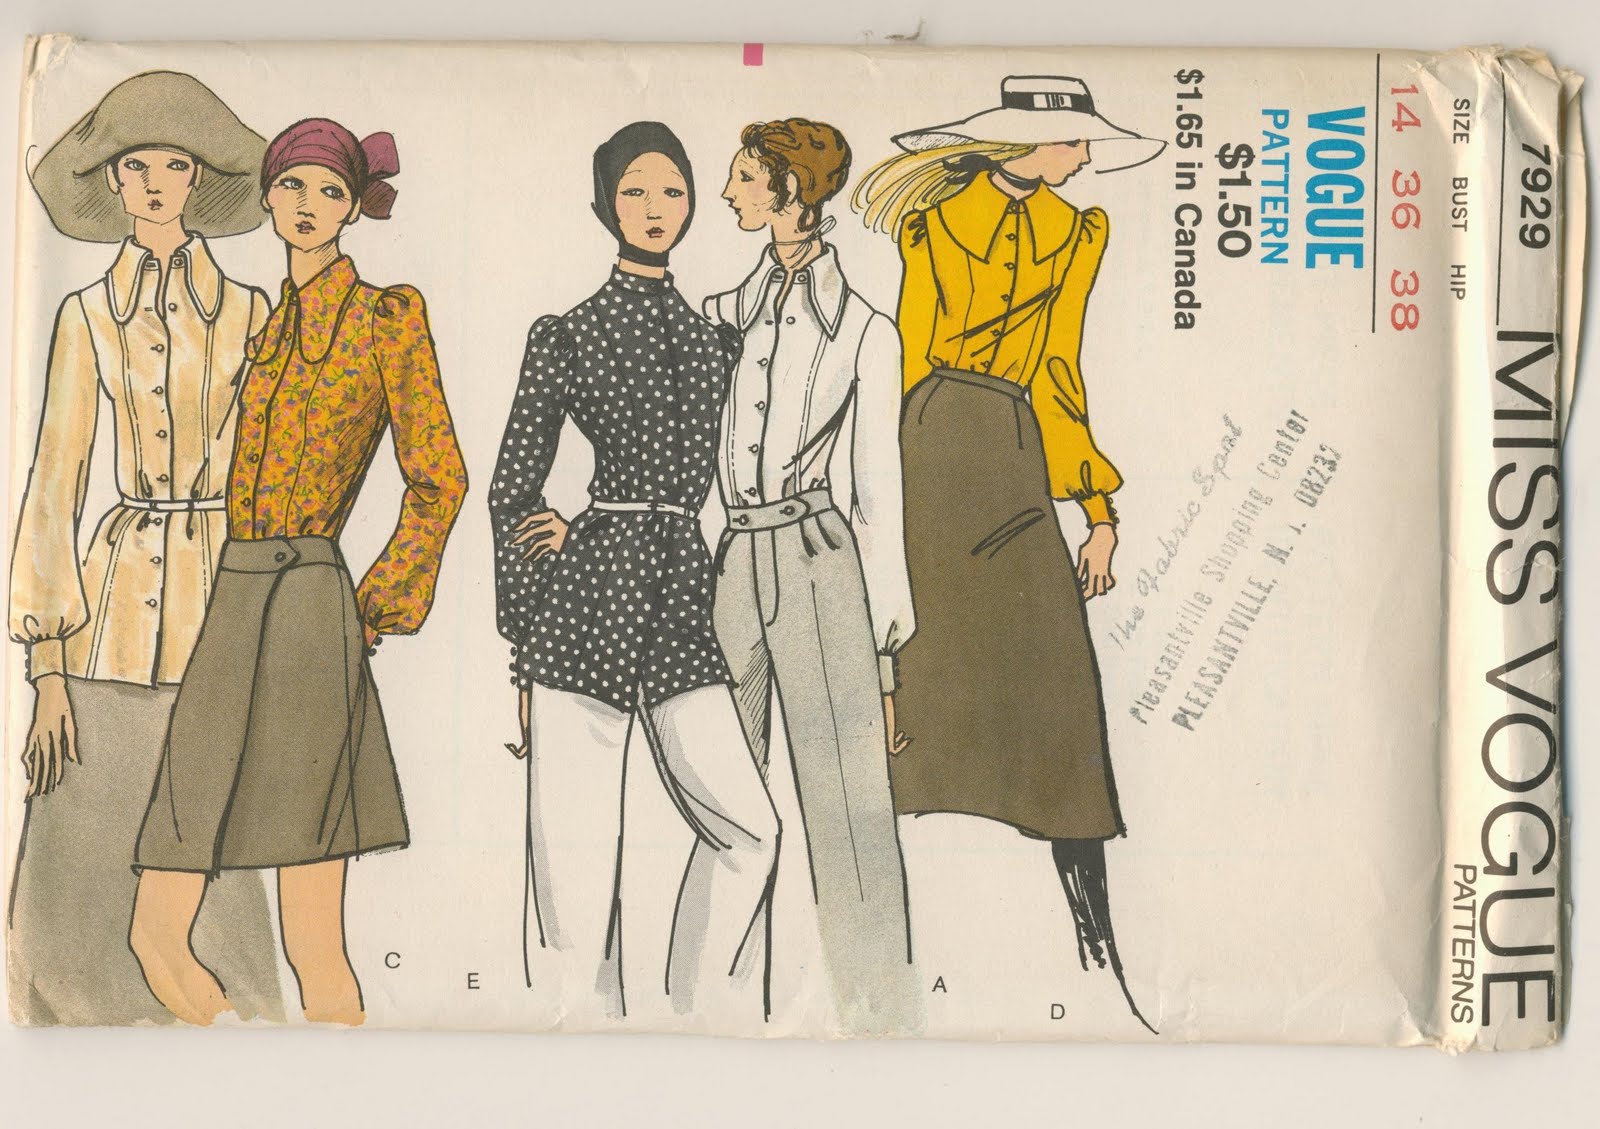 7929
MISS VOGUE
PATTERNS
SIZE BUST HIP
14 36 38
VOGUE
PATTERN
$1.50
$1.65 in Canada
The Fabric Spot
Pleasantville Shopping Center
PLEASANTVILLE, N. J. 08232
C
E
A
D